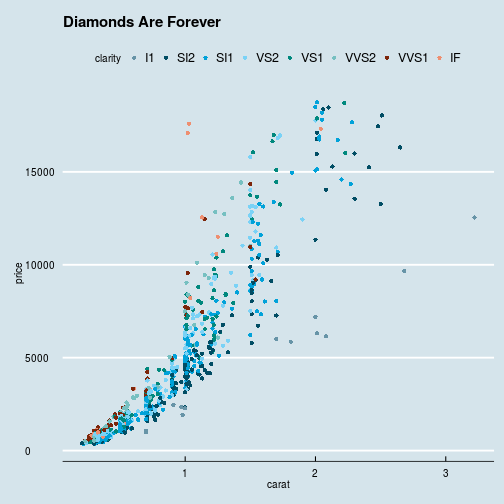 Diamonds Are Forever
clarity I1 SI2 SI1 VS2 VS1 VVS2 VVS1 IF
15000
10000
5000
0
price
1 2 3
carat